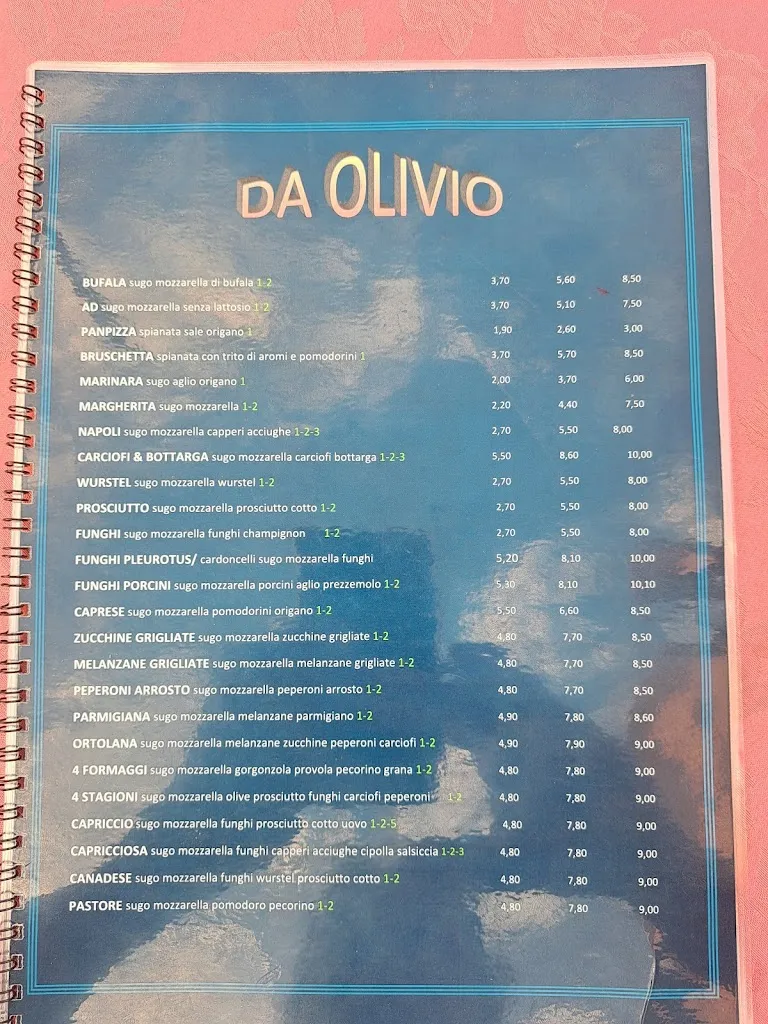 DA OLIVIO
BUFALA sugo mozzarella di bufala 1-2 3,70 5,60 8,50
AD sugo mozzarella senza lattosio 1-2 3,70 5,10 7,50
PANPIZZA spianata sale origano 1 1,90 2,60 3,00
BRUSCHETTA spianata con trito di aromi e pomodorini 1 3,70 5,70 8,50
MARINARA sugo aglio origano 1 2,00 3,70 6,00
MARGHERITA sugo mozzarella 1-2 2,20 4,40 7,50
NAPOLI sugo mozzarella capperi acciughe 1-2-3 2,70 5,50 8,00
CARCIOFI & BOTTARGA sugo mozzarella carciofi bottarga 1-2-3 5,50 8,60 10,00
WURSTEL sugo mozzarella wurstel 1-2 2,70 5,50 8,00
PROSCIUTTO sugo mozzarella prosciutto cotto 1-2 2,70 5,50 8,00
FUNGHI sugo mozzarella funghi champignon 1-2 2,70 5,50 8,00
FUNGHI PLEUROTUS/ cardoncelli sugo mozzarella funghi 5,20 8,10 10,00
FUNGHI PORCINI sugo mozzarella porcini aglio prezzemolo 1-2 5,30 8,10 10,10
CAPRESE sugo mozzarella pomodorini origano 1-2 5,50 6,60 8,50
ZUCCHINE GRIGLIATE sugo mozzarella zucchine grigliate 1-2 4,80 7,70 8,50
MELANZANE GRIGLIATE sugo mozzarella melanzane grigliate 1-2 4,80 7,70 8,50
PEPERONI ARROSTO sugo mozzarella peperoni arrosto 1-2 4,80 7,70 8,50
PARMIGIANA sugo mozzarella melanzane parmigiano 1-2 4,90 7,80 8,60
ORTOLANA sugo mozzarella melanzane zucchine peperoni carciofi 1-2 4,90 7,90 9,00
4 FORMAGGI sugo mozzarella gorgonzola provola pecorino grana 1-2 4,80 7,80 9,00
4 STAGIONI sugo mozzarella olive prosciutto funghi carciofi peperoni 1-2 4,80 7,80 9,00
CAPRICCIO sugo mozzarella funghi prosciutto cotto uovo 1-2-5 4,80 7,80 9,00
CAPRICCIOSA sugo mozzarella funghi capperi acciughe cipolla salsiccia 1-2-3 4,80 7,80 9,00
CANADESE sugo mozzarella funghi wurstel prosciutto cotto 1-2 4,80 7,80 9,00
PASTORE sugo mozzarella pomodoro pecorino 1-2 4,80 7,80 9,00